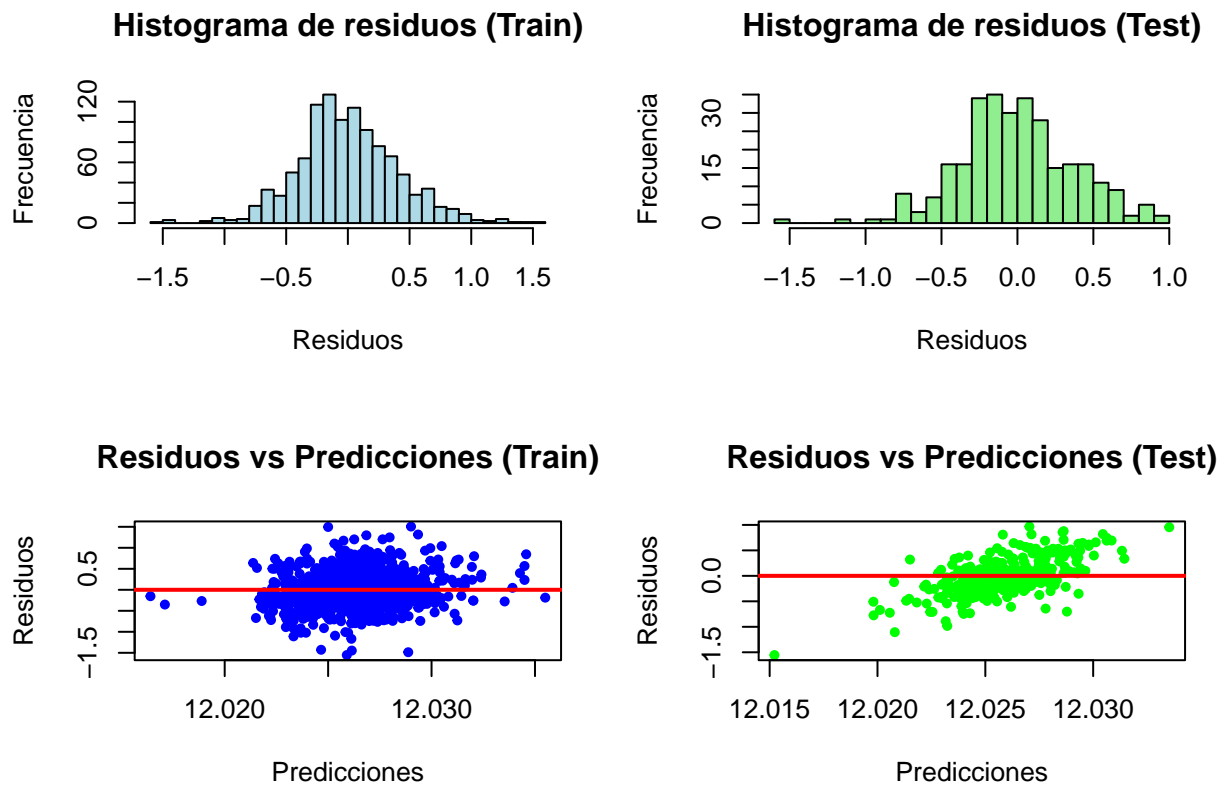 Histograma de residuos (Train)
Frecuencia
0 60 120
−1.5 −0.5 0.5 1.0 1.5
Residuos
Histograma de residuos (Test)
Frecuencia
0 15 30
−1.5 −1.0 −0.5 0.0 0.5 1.0
Residuos
Residuos vs Predicciones (Train)
Residuos
−1.5 0.5
12.020 12.030
Predicciones
Residuos vs Predicciones (Test)
Residuos
−1.5 0.0
12.015 12.020 12.025 12.030
Predicciones